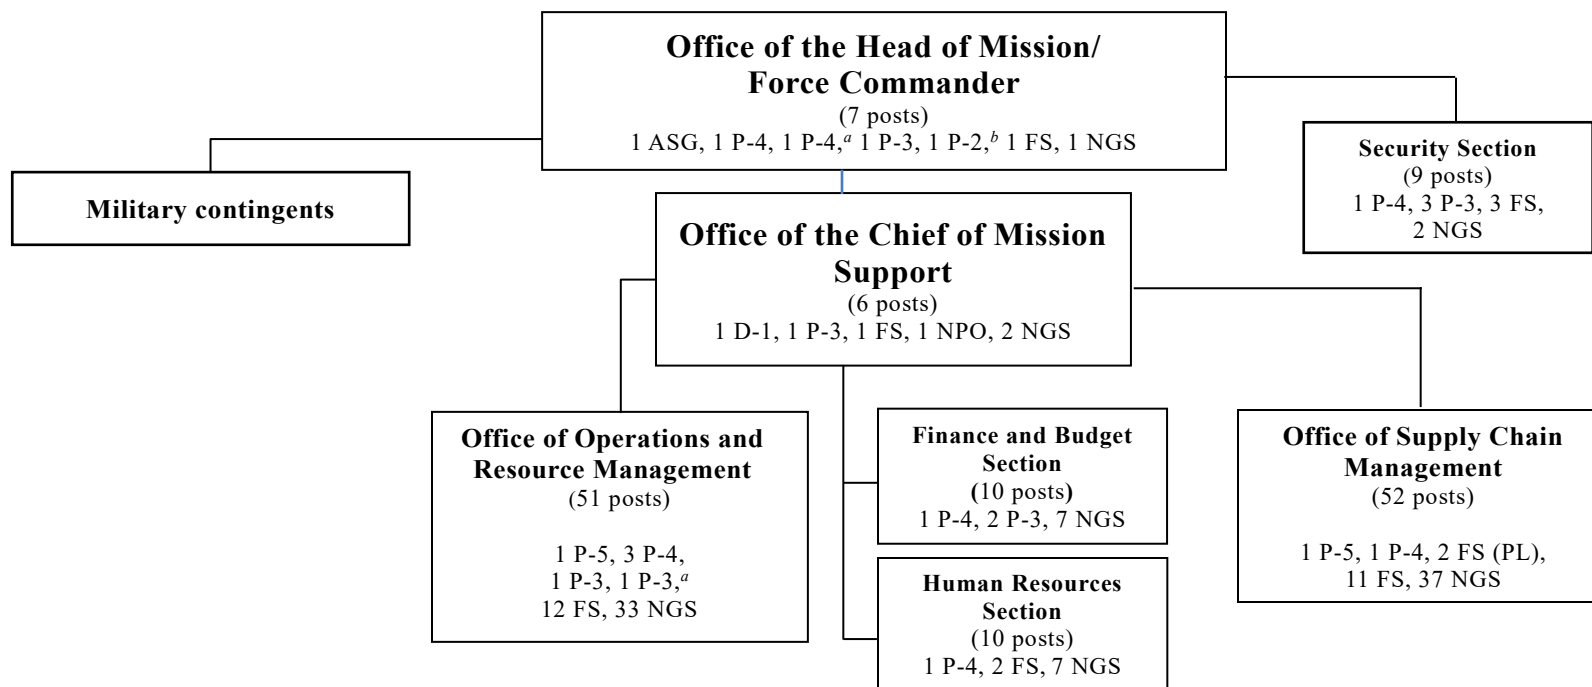 Office of the Head of Mission/
Force Commander
(7 posts)
1 ASG, 1 P-4, 1 P-4,a 1 P-3, 1 P-2,b 1 FS, 1 NGS
Military contingents
Security Section
(9 posts)
1 P-4, 3 P-3, 3 FS,
2 NGS
Office of the Chief of Mission
Support
(6 posts)
1 D-1, 1 P-3, 1 FS, 1 NPO, 2 NGS
Office of Operations and
Resource Management
(51 posts)
1 P-5, 3 P-4,
1 P-3, 1 P-3,a
12 FS, 33 NGS
Finance and Budget
Section
(10 posts)
1 P-4, 2 P-3, 7 NGS
Human Resources
Section
(10 posts)
1 P-4, 2 FS, 7 NGS
Office of Supply Chain
Management
(52 posts)
1 P-5, 1 P-4, 2 FS (PL),
11 FS, 37 NGS